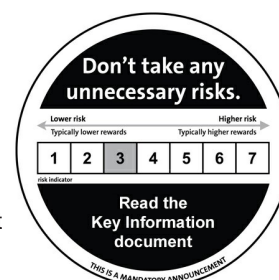 Don't take any
unnecessary risks.
Lower risk Higher risk
Typically lower rewards Typically higher rewards
1 2 3 4 5 6 7
risk indicator
Read the
Key Information
document
THIS IS A MANDATORY ANNOUNCEMENT